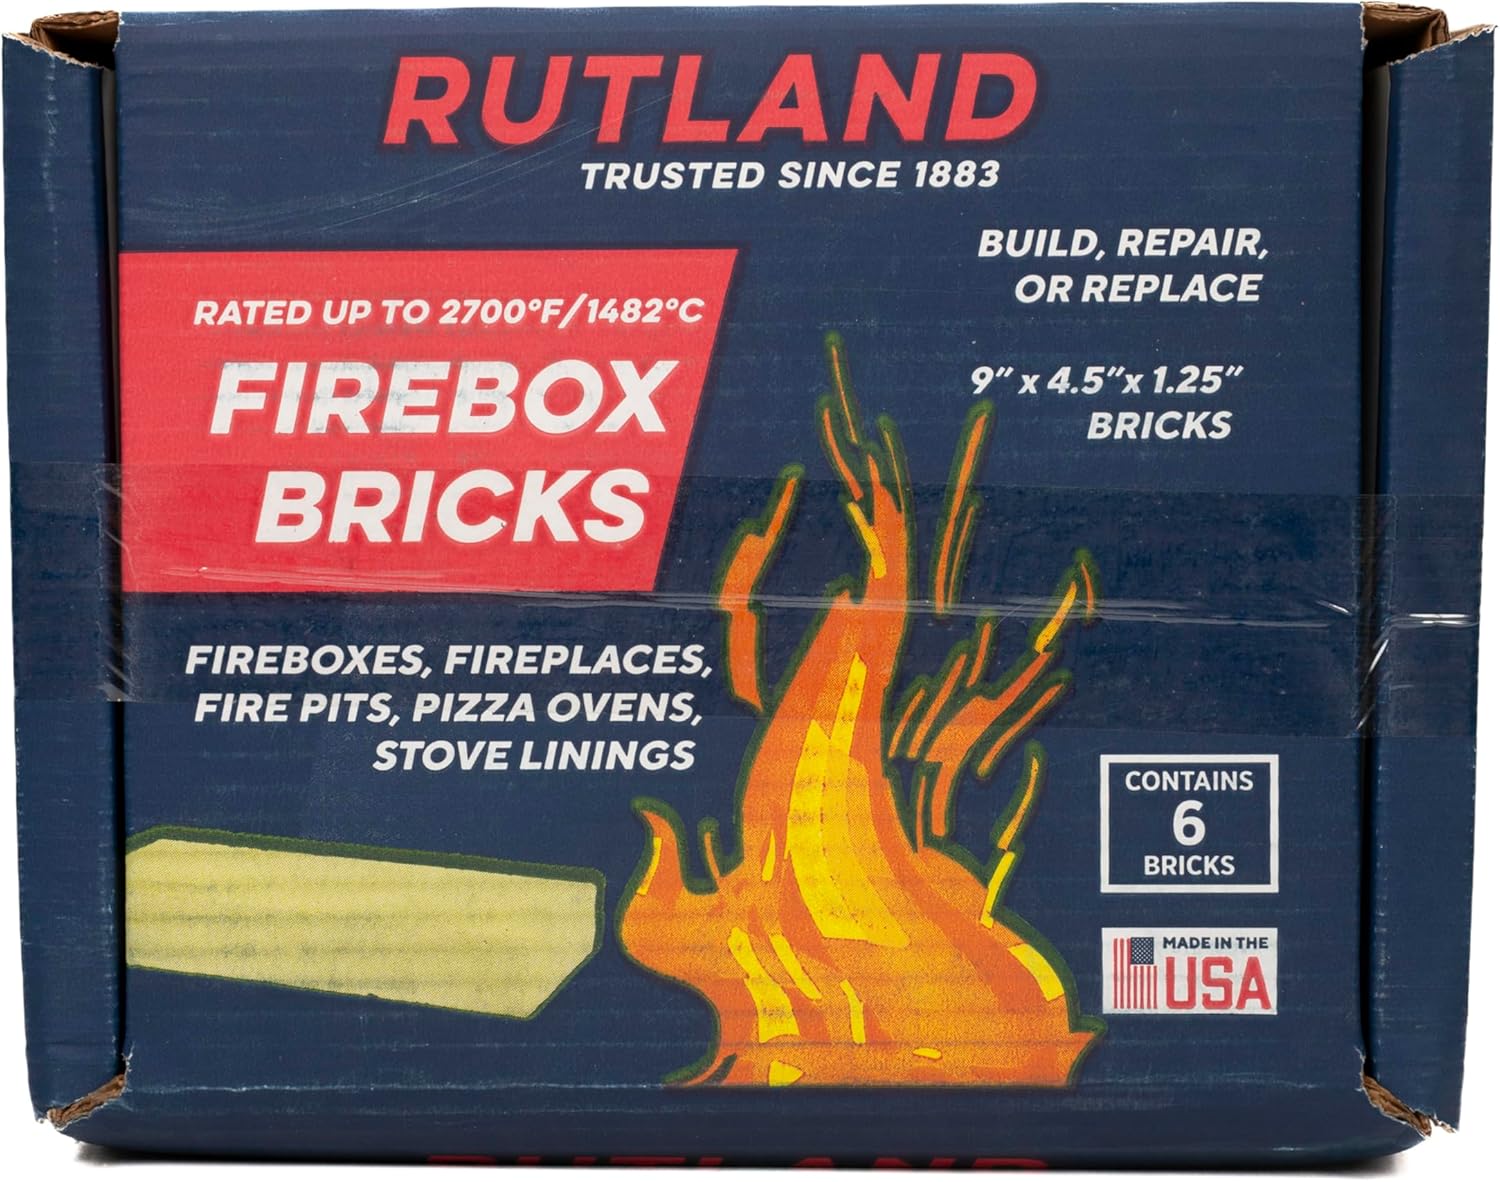 RUTLAND
TRUSTED SINCE 1883
BUILD, REPAIR,
OR REPLACE
RATED UP TO 2700°F/1482°C
FIREBOX
BRICKS
9" x 4.5"x 1.25"
BRICKS
FIREBOXES, FIREPLACES,
FIRE PITS, PIZZA OVENS,
STOVE LININGS
CONTAINS
6
BRICKS
MADE IN THE
USA